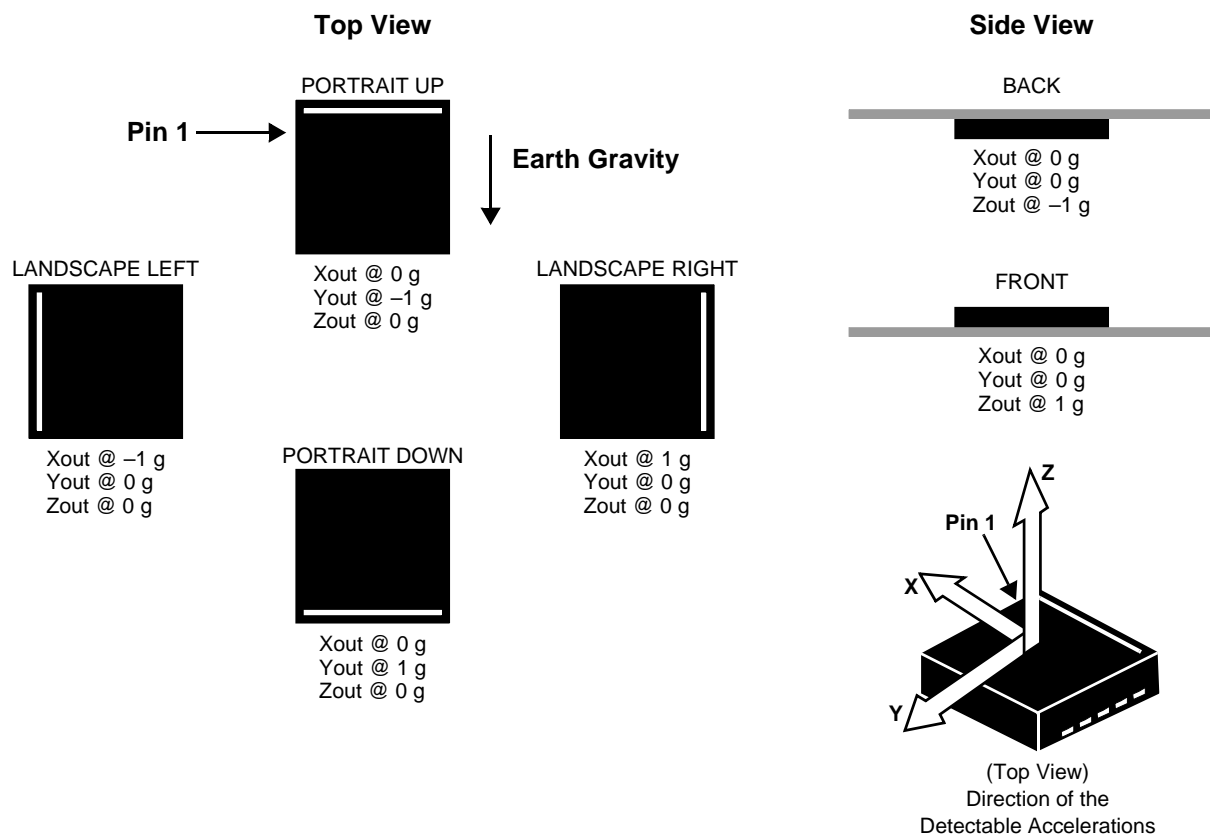 Top View
Side View
PORTRAIT UP
Pin 1
Earth Gravity
Xout @ 0 g
Yout @ –1 g
Zout @ 0 g
LANDSCAPE LEFT
Xout @ –1 g
Yout @ 0 g
Zout @ 0 g
LANDSCAPE RIGHT
Xout @ 1 g
Yout @ 0 g
Zout @ 0 g
PORTRAIT DOWN
Xout @ 0 g
Yout @ 1 g
Zout @ 0 g
BACK
Xout @ 0 g
Yout @ 0 g
Zout @ –1 g
FRONT
Xout @ 0 g
Yout @ 0 g
Zout @ 1 g
Z
Pin 1
X
Y
(Top View)
Direction of the
Detectable Accelerations